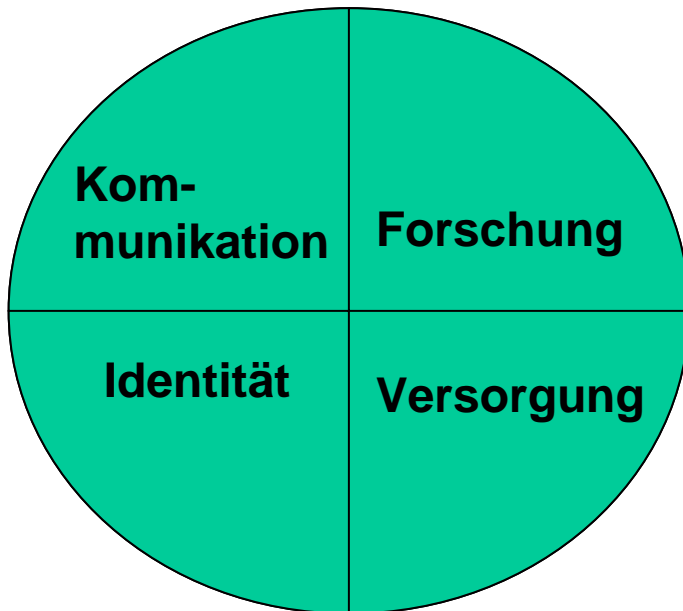 Kom-
munikation
Forschung
Identität
Versorgung